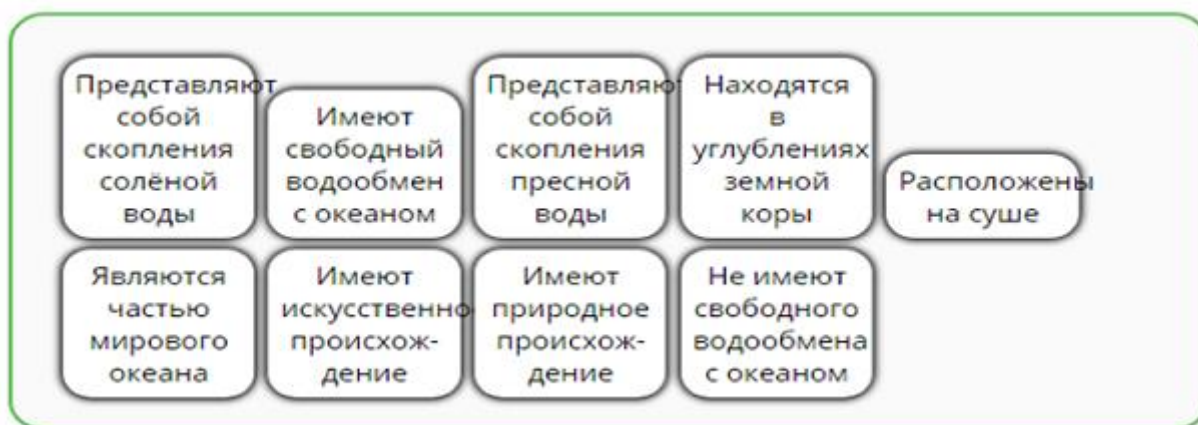 Представляют
собой
скопления
солёной
воды
Имеют
свободный
водообмен
с океаном
Представляют
собой
скопления
пресной
воды
Находятся
в
углублениях
земной
коры
Расположены
на суше
Являются
частью
мирового
океана
Имеют
искусственно
происхож-
дение
Имеют
природное
происхож-
дение
Не имеют
свободного
водообмена
с океаном